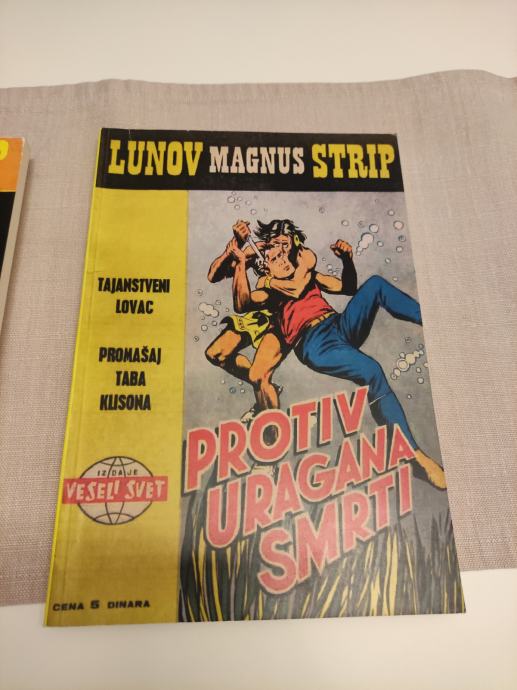 LUNOV MAGNUS STRIP
TAJANSTVENI
LOVAC
PROMAŠAJ
TABA
KLISONA
IZDAJE
VESELI SVET
PROTIV
URAGANA
SMRTI
CENA 5 DINARA